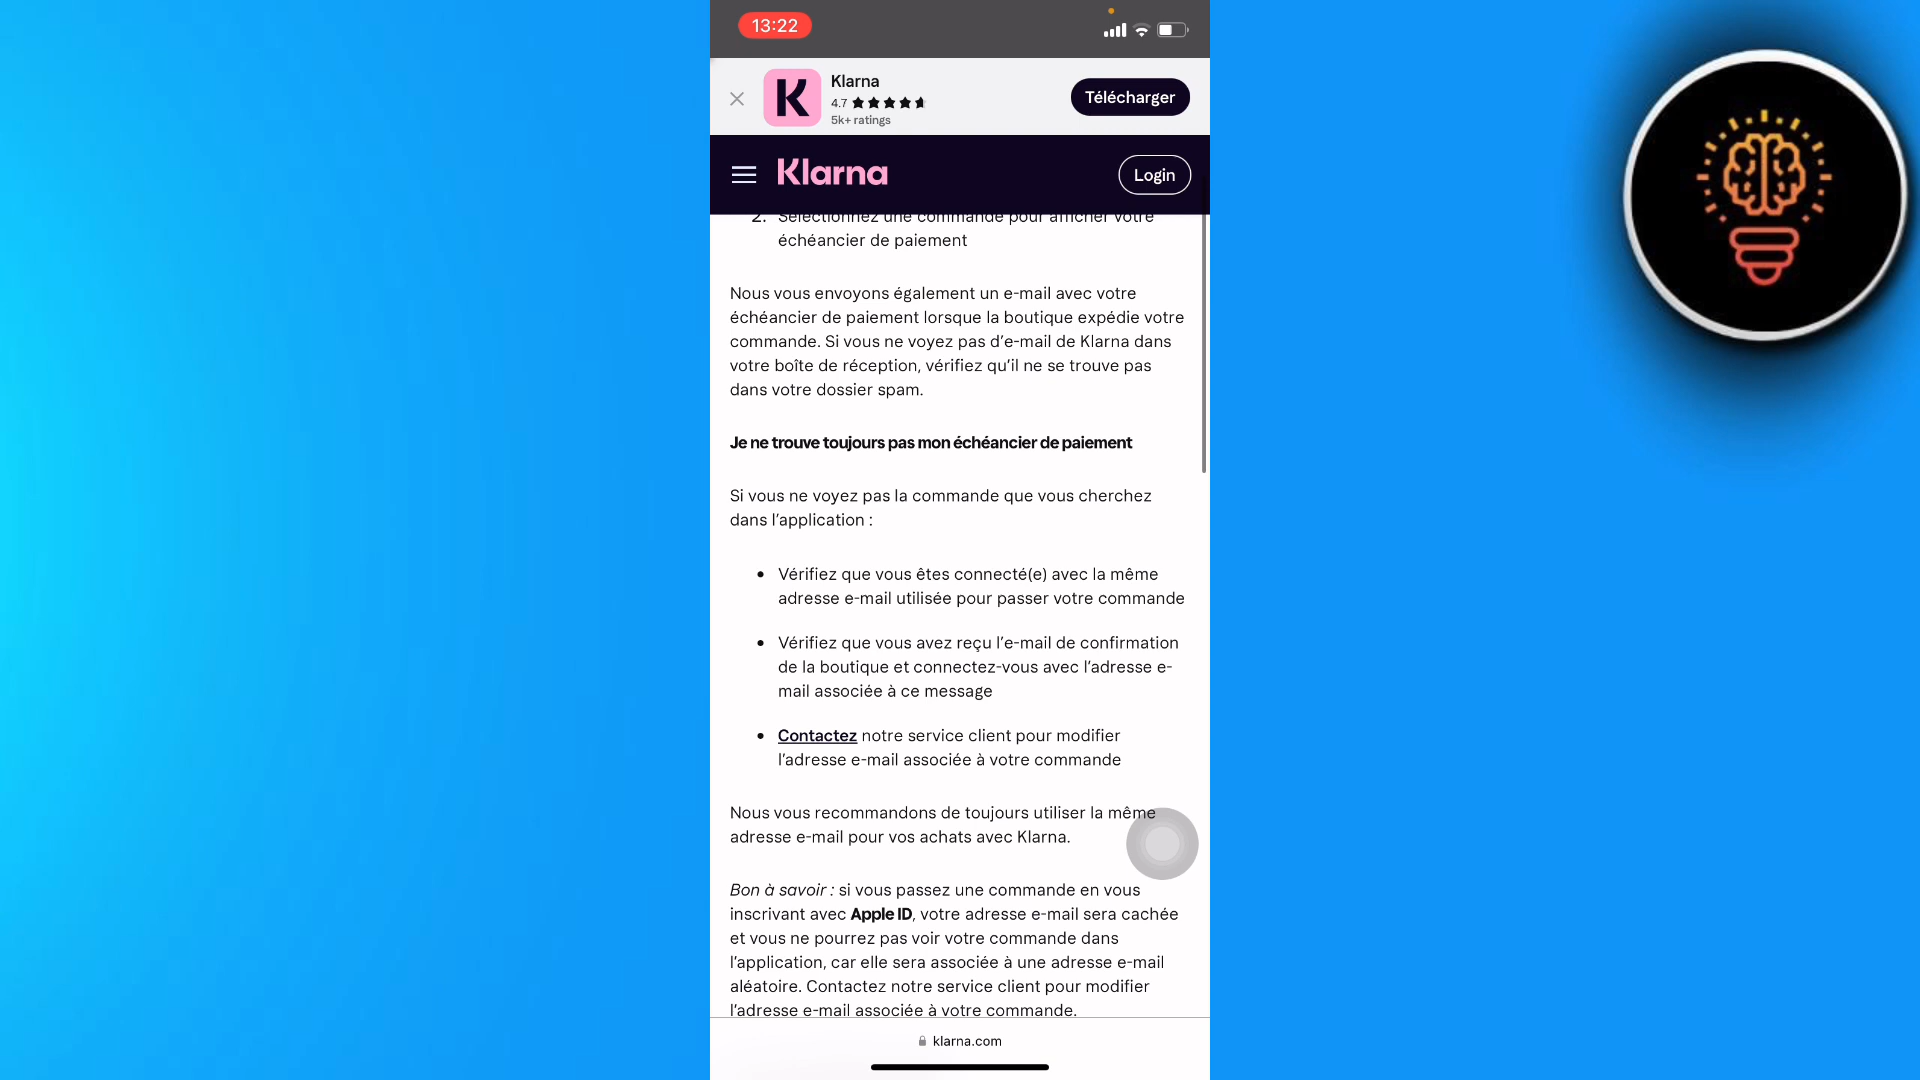 13:22
Klarna
4.7
5k+ ratings
Télécharger
Klarna
Login
2. Sélectionnez une commande pour afficher votre
échéancier de paiement
Nous vous envoyons également un e-mail avec votre
échéancier de paiement lorsque la boutique expédie votre
commande. Si vous ne voyez pas d’e-mail de Klarna dans
votre boîte de réception, vérifiez qu’il ne se trouve pas
dans votre dossier spam.
Je ne trouve toujours pas mon échéancier de paiement
Si vous ne voyez pas la commande que vous cherchez
dans l’application :
• Vérifiez que vous êtes connecté(e) avec la même
adresse e-mail utilisée pour passer votre commande
• Vérifiez que vous avez reçu l’e-mail de confirmation
de la boutique et connectez-vous avec l’adresse e-
mail associée à ce message
• Contactez notre service client pour modifier
l’adresse e-mail associée à votre commande
Nous vous recommandons de toujours utiliser la même
adresse e-mail pour vos achats avec Klarna.
Bon à savoir : si vous passez une commande en vous
inscrivant avec Apple ID, votre adresse e-mail sera cachée
et vous ne pourrez pas voir votre commande dans
l’application, car elle sera associée à une adresse e-mail
aléatoire. Contactez notre service client pour modifier
l’adresse e-mail associée à votre commande.
klarna.com